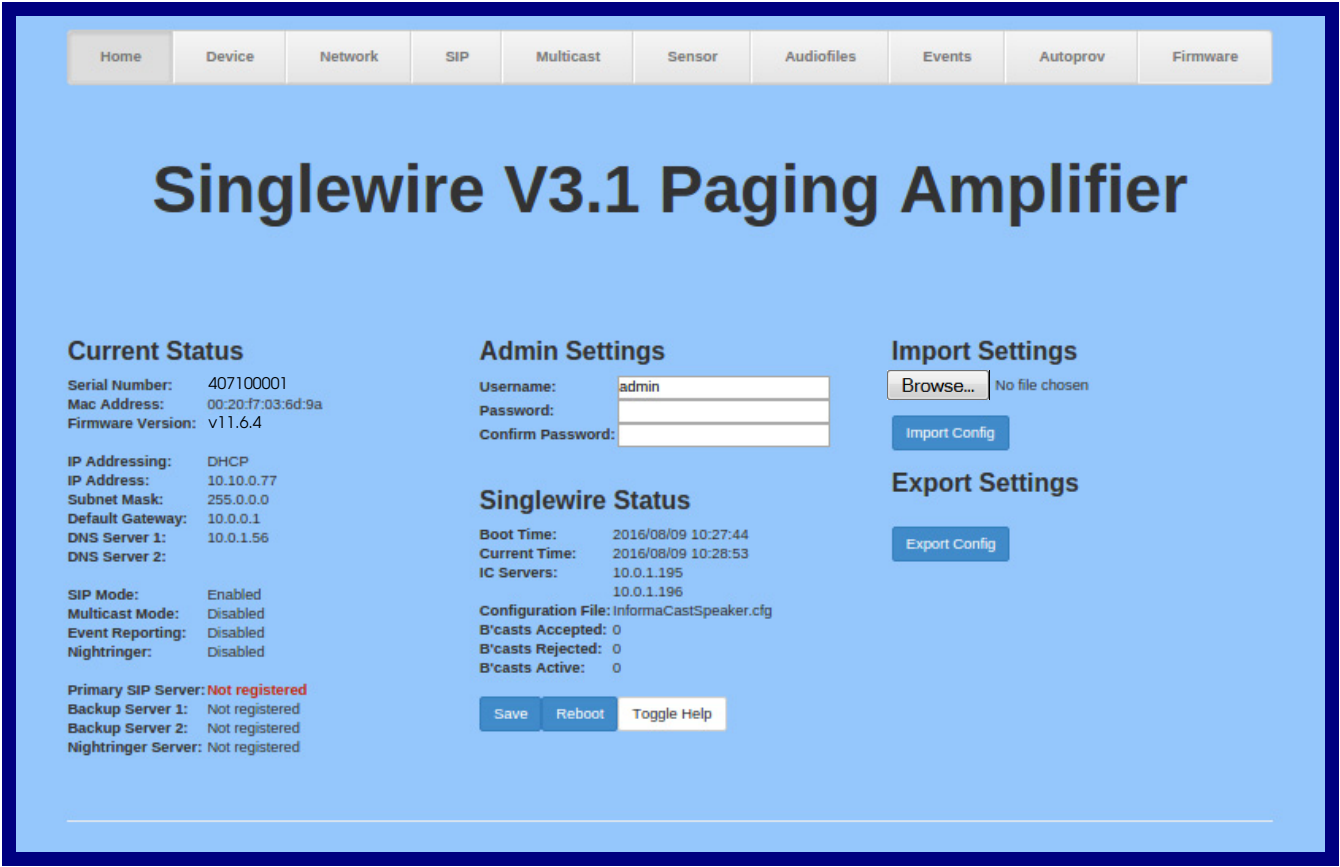 Home Device Network SIP Multicast Sensor Audiofiles Events Autoprov Firmware
Singlewire V3.1 Paging Amplifier
Current Status
Serial Number: 407100001
Mac Address: 00:20:f7:03:6d:9a
Firmware Version: v11.6.4
IP Addressing: DHCP
IP Address: 10.10.0.77
Subnet Mask: 255.0.0.0
Default Gateway: 10.0.0.1
DNS Server 1: 10.0.1.56
DNS Server 2:
SIP Mode: Enabled
Multicast Mode: Disabled
Event Reporting: Disabled
Nightringer: Disabled
Primary SIP Server: Not registered
Backup Server 1: Not registered
Backup Server 2: Not registered
Nightringer Server: Not registered
Admin Settings
Username: admin
Password:
Confirm Password:
Singlewire Status
Boot Time: 2016/08/09 10:27:44
Current Time: 2016/08/09 10:28:53
IC Servers: 10.0.1.195
10.0.1.196
Configuration File: InformaCastSpeaker.cfg
B'casts Accepted: 0
B'casts Rejected: 0
B'casts Active: 0
Save Reboot Toggle Help
Import Settings
Browse... No file chosen
Import Config
Export Settings
Export Config